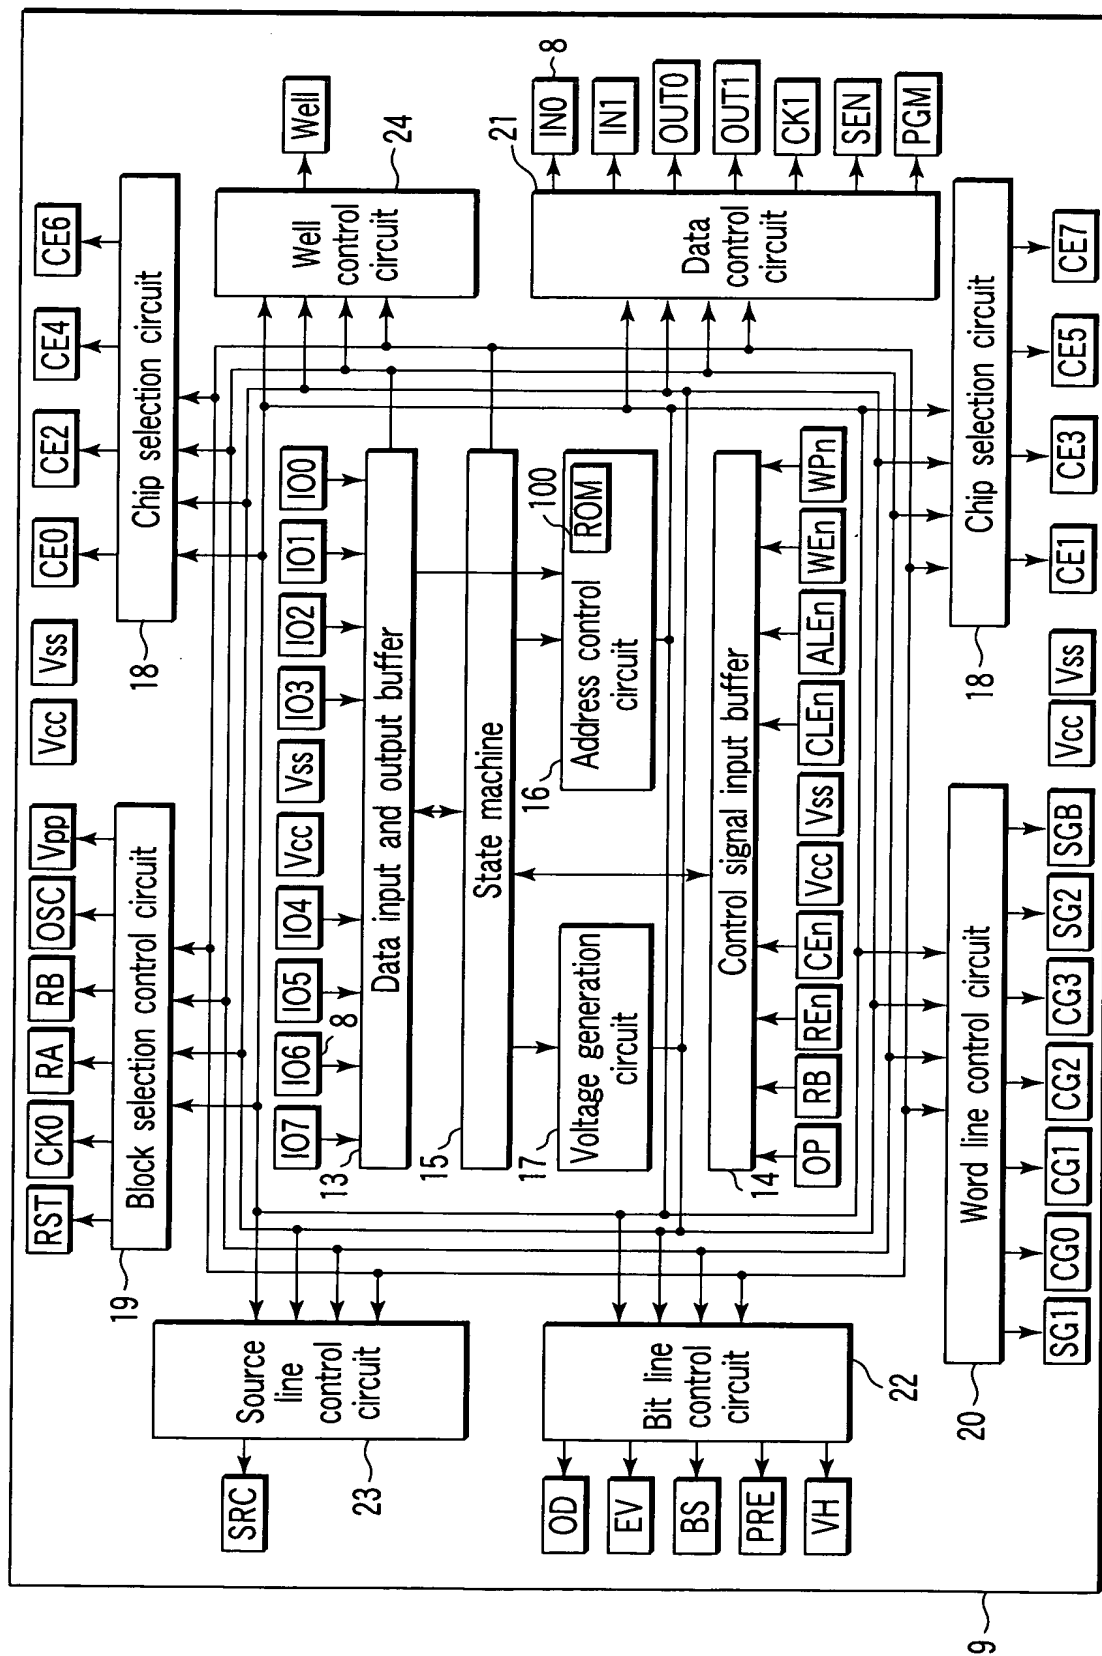 RST
CK0
RA
RB
OSC
Vpp
Vcc
Vss
CE0
CE2
CE4
CE6
19
Block selection control circuit
18
Chip selection circuit
SRC
Source
line
control
circuit
23
IO7
IO6
IO5
IO4
Vcc
Vss
IO3
IO2
IO1
IO0
8
13
Data input and output buffer
Well
control
circuit
Well
24
15
State machine
17
Voltage generation
circuit
16
Address control
circuit
100
ROM
OD
EV
BS
PRE
VH
Bit line
control
circuit
22
21
Data
control
circuit
8
IN0
IN1
OUT0
OUT1
CK1
SEN
PGM
14
Control signal input buffer
OP
RB
REn
CEn
Vcc
Vss
CLEn
ALEn
WEn
WPn
20
Word line control circuit
18
Chip selection circuit
SG1
CG0
CG1
CG2
CG3
SG2
SGB
Vcc
Vss
CE1
CE3
CE5
CE7
9